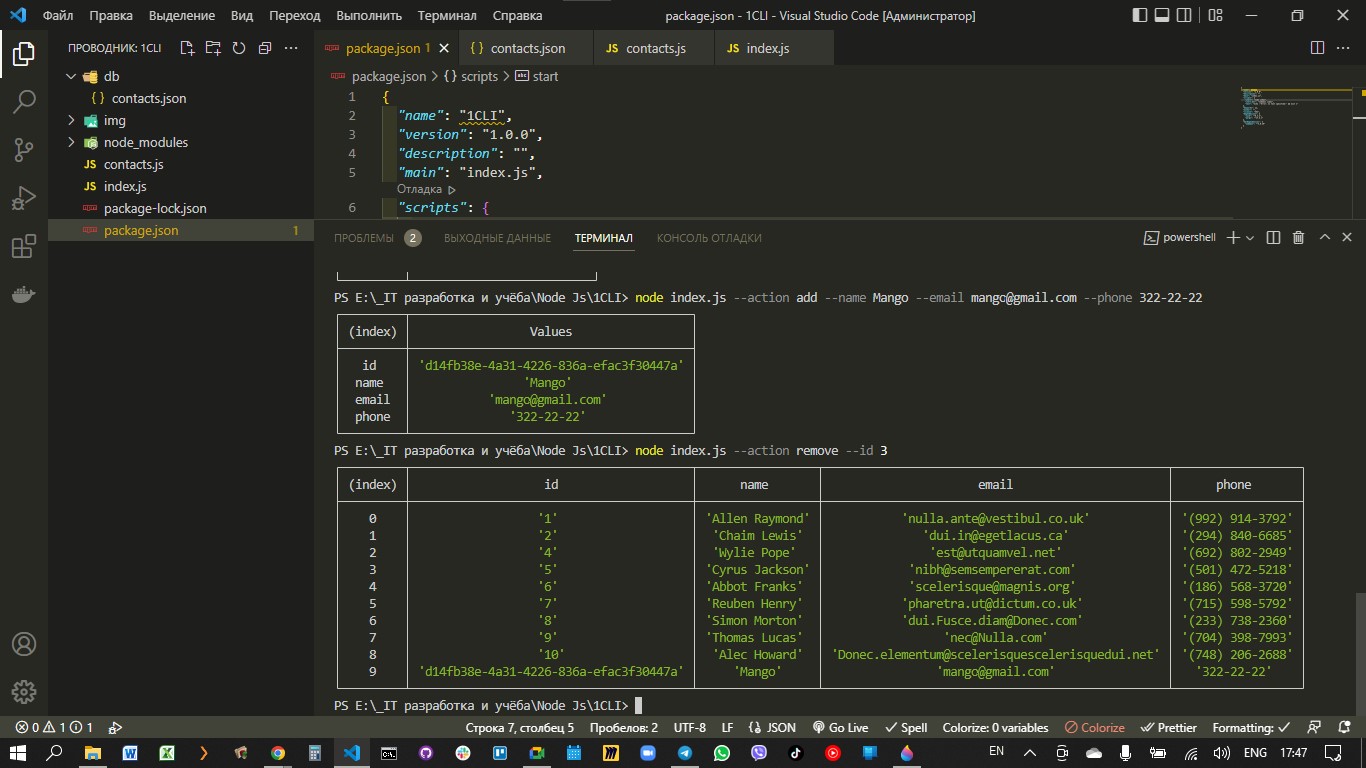 Файл Правка Выделение Вид Переход Выполнить Терминал Справка package.json - 1CLI - Visual Studio Code [Администратор]
ПРОВОДНИК: 1CLI
db
contacts.json
img
node_modules
JS contacts.js
JS index.js
package-lock.json
package.json 1
package.json 1 {} contacts.json JS contacts.js JS index.js
package.json > {} scripts > start
1 {
2 "name": "1CLI",
3 "version": "1.0.0",
4 "description": "",
5 "main": "index.js",
Отладка
6 "scripts": {
ПРОБЛЕМЫ 2 ВЫХОДНЫЕ ДАННЫЕ ТЕРМИНАЛ КОНСОЛЬ ОТЛАДКИ powershell
PS E:\_IT разработка и учёба\Node Js\1CLI> node index.js --action add --name Mango --email mango@gmail.com --phone 322-22-22
(index) Values
id 'd14fb38e-4a31-4226-836a-efac3f30447a'
name 'Mango'
email 'mango@gmail.com'
phone '322-22-22'
PS E:\_IT разработка и учёба\Node Js\1CLI> node index.js --action remove --id 3
(index) id name email phone
0 '1' 'Allen Raymond' 'nulla.ante@vestibul.co.uk' '(992) 914-3792'
1 '2' 'Chaim Lewis' 'dui.in@egetlacus.ca' '(294) 840-6685'
2 '4' 'Wylie Pope' 'est@utquamvel.net' '(692) 802-2949'
3 '5' 'Cyrus Jackson' 'nibh@semsempererat.com' '(501) 472-5218'
4 '6' 'Abbot Franks' 'scelerisque@magnis.org' '(186) 568-3720'
5 '7' 'Reuben Henry' 'pharetra.ut@dictum.co.uk' '(715) 598-5792'
6 '8' 'Simon Morton' 'dui.Fusce.diam@Donec.com' '(233) 738-2360'
7 '9' 'Thomas Lucas' 'nec@Nulla.com' '(704) 398-7993'
8 '10' 'Alec Howard' 'Donec.elementum@scelerisquescelerisquedui.net' '(748) 206-2688'
9 'd14fb38e-4a31-4226-836a-efac3f30447a' 'Mango' 'mango@gmail.com' '322-22-22'
PS E:\_IT разработка и учёба\Node Js\1CLI>
0 1 1 Строка 7, столбец 5 Пробелов: 2 UTF-8 LF {} JSON Go Live Spell Colorize: 0 variables Colorize Prettier Formatting:
EN ENG 17:47